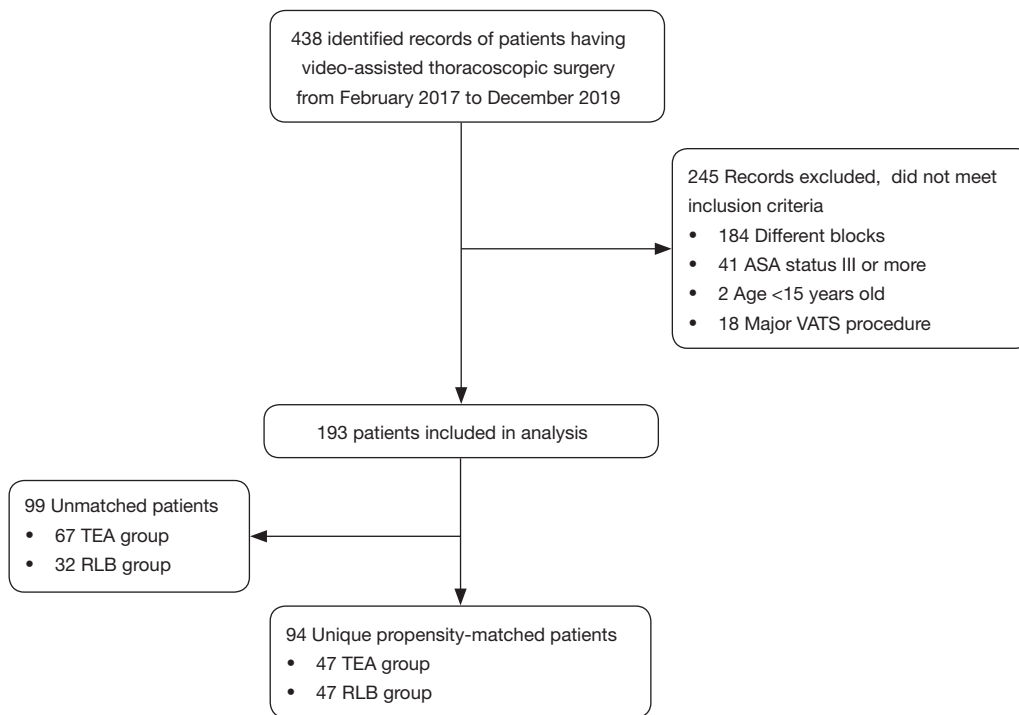 438 identified records of patients having
video-assisted thoracoscopic surgery
from February 2017 to December 2019
245 Records excluded, did not meet
inclusion criteria
• 184 Different blocks
• 41 ASA status III or more
• 2 Age <15 years old
• 18 Major VATS procedure
193 patients included in analysis
99 Unmatched patients
• 67 TEA group
• 32 RLB group
94 Unique propensity-matched patients
• 47 TEA group
• 47 RLB group